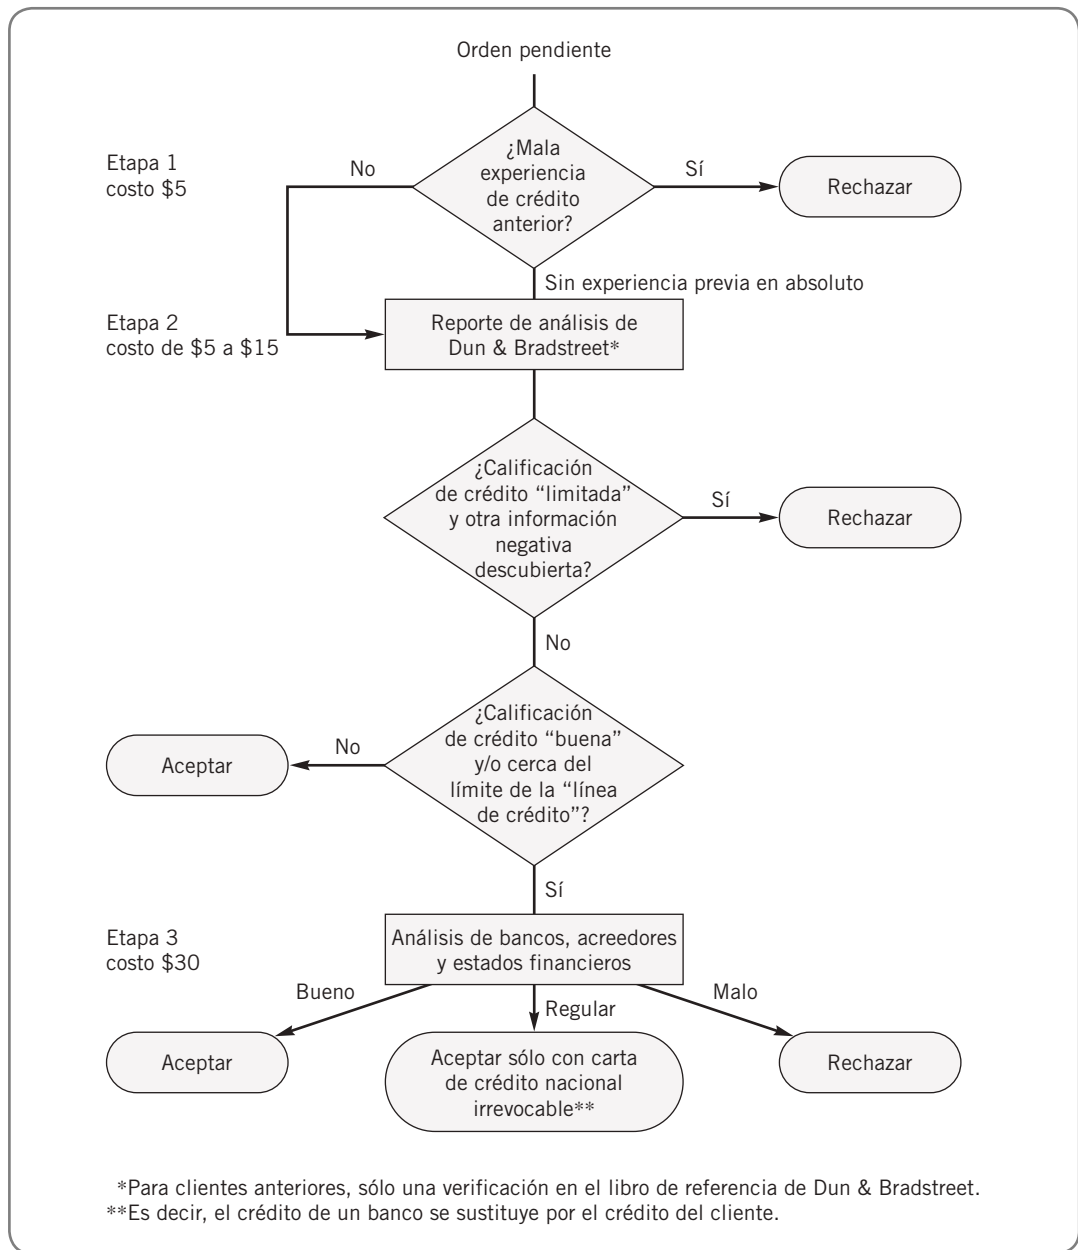 Orden pendiente
Etapa 1
costo $5
No
¿Mala
experiencia
de crédito
anterior?
Sí
Rechazar
Sin experiencia previa en absoluto
Etapa 2
costo de $5 a $15
Reporte de análisis de
Dun & Bradstreet*
¿Calificación
de crédito “limitada”
y otra información
negativa
descubierta?
Sí
Rechazar
No
¿Calificación
de crédito “buena”
y/o cerca del
límite de la “línea
de crédito”?
No
Aceptar
Sí
Etapa 3
costo $30
Análisis de bancos, acreedores
y estados financieros
Bueno
Regular
Malo
Aceptar
Aceptar sólo con carta
de crédito nacional
irrevocable**
Rechazar
*Para clientes anteriores, sólo una verificación en el libro de referencia de Dun & Bradstreet.
**Es decir, el crédito de un banco se sustituye por el crédito del cliente.